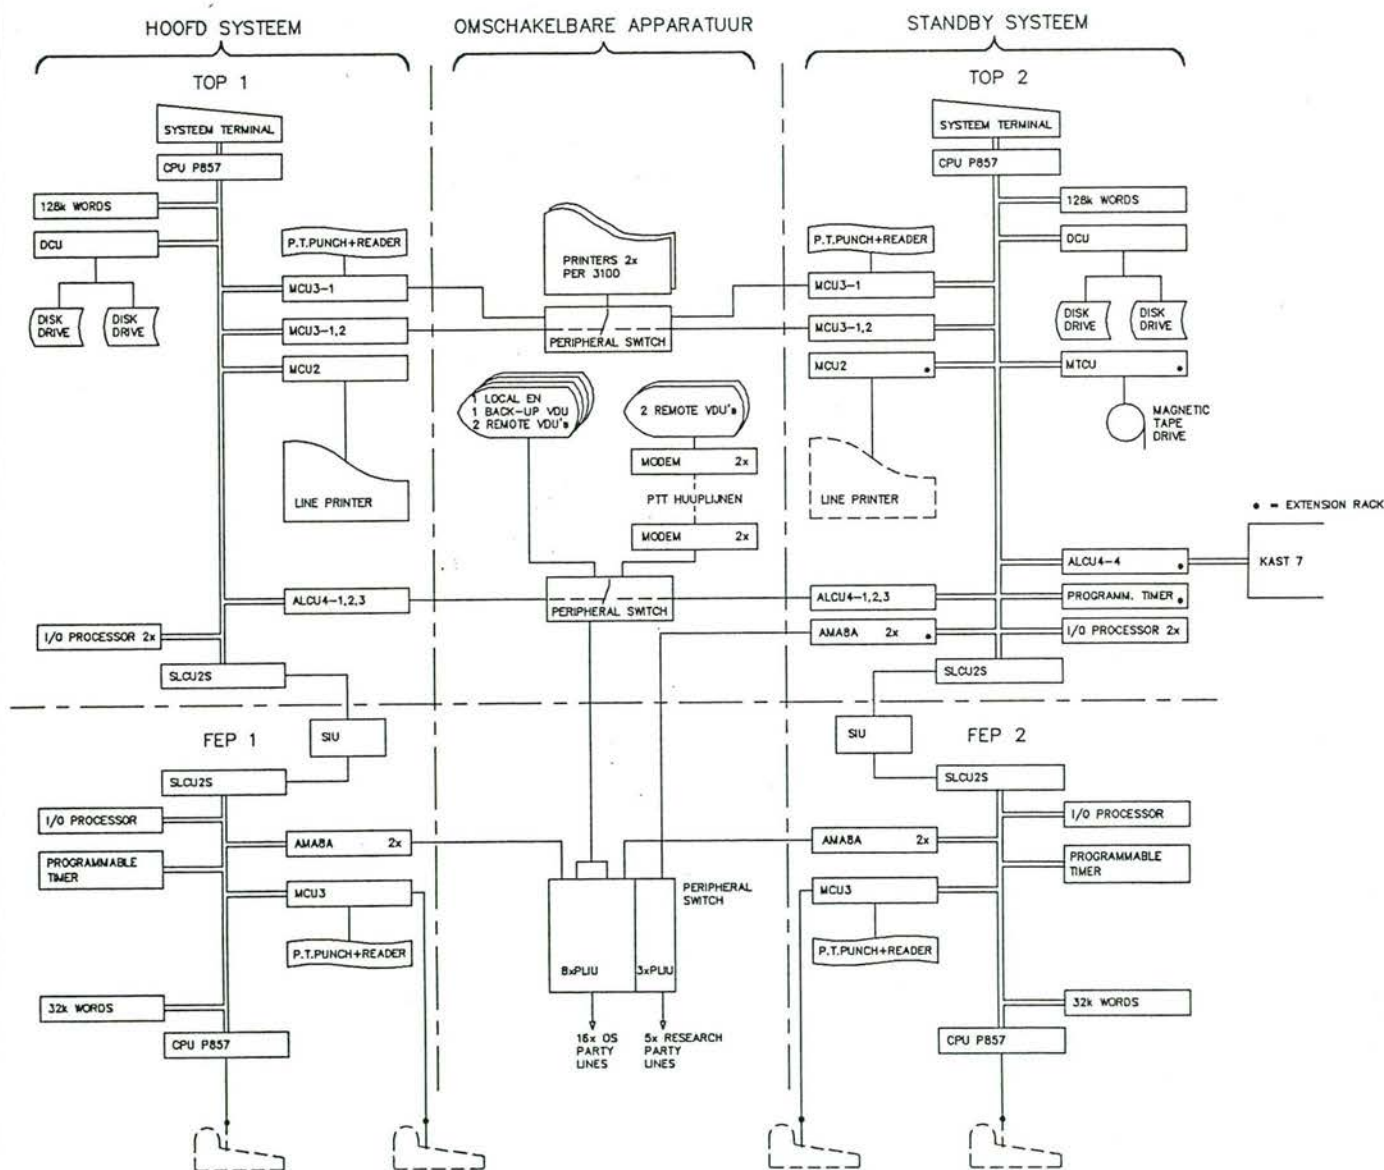 HOOFD SYSTEEM
OMSCHAKELBARE APPARATUUR
STANDBY SYSTEEM
TOP 1
SYSTEEM TERMINAL
CPU P857
128k WORDS
DCU
DISK
DRIVE
DISK
DRIVE
P.T.PUNCH+READER
MCU3-1
MCU3-1,2
MCU2
LINE PRINTER
ALCU4-1,2,3
I/O PROCESSOR 2x
SLCU2S
PRINTERS 2x
PER 3100
PERIPHERAL SWITCH
1 LOCAL EN
1 BACK-UP VDU
2 REMOTE VDU's
2 REMOTE VDU's
MODEM 2x
PTT HUUPLIJNEN
MODEM 2x
PERIPHERAL SWITCH
TOP 2
SYSTEEM TERMINAL
CPU P857
128k WORDS
DCU
DISK
DRIVE
DISK
DRIVE
P.T.PUNCH+READER
MCU3-1
MCU3-1,2
MCU2 •
MTCU •
MAGNETIC
TAPE
DRIVE
LINE PRINTER
• = EXTENSION RACK
ALCU4-4 •
KAST 7
ALCU4-1,2,3
PROGRAMM. TIMER •
AMA8A 2x •
I/O PROCESSOR 2x
SLCU2S
FEP 1
SIU
SLCU2S
I/O PROCESSOR
AMA8A 2x
PROGRAMMABLE
TIMER
MCU3
P.T.PUNCH+READER
32k WORDS
CPU P857
PERIPHERAL
SWITCH
8xPLIU
3xPLIU
16x OS
PARTY
LINES
5x RESEARCH
PARTY
LINES
SIU
FEP 2
SLCU2S
I/O PROCESSOR
AMA8A 2x
PROGRAMMABLE
TIMER
MCU3
P.T.PUNCH+READER
32k WORDS
CPU P857